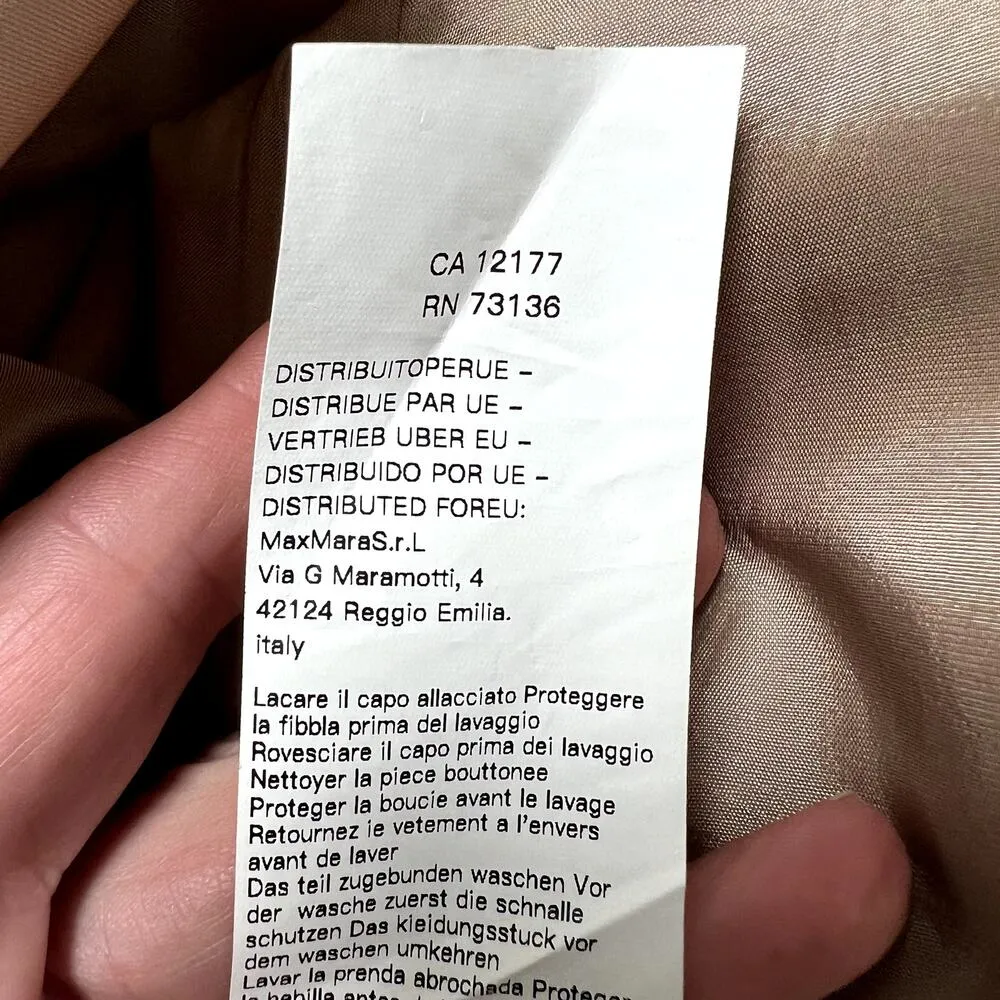 CA 12177
RN 73136
DISTRIBUITOPERUE –
DISTRIBUE PAR UE –
VERTRIEB UBER EU –
DISTRIBUIDO POR UE –
DISTRIBUTED FOREU:
MaxMaraS.r.L
Via G Maramotti, 4
42124 Reggio Emilia.
italy
Lacare il capo allacciato Proteggere
la fibbla prima del lavaggio
Rovesciare il capo prima dei lavaggio
Nettoyer la piece bouttonee
Proteger la boucie avant le lavage
Retournez ie vetement a l'envers
avant de laver
Das teil zugebunden waschen Vor
der wasche zuerst die schnalle
schutzen Das kleidungsstuck vor
dem waschen umkehren
Lavar la prenda abrochada Proteger